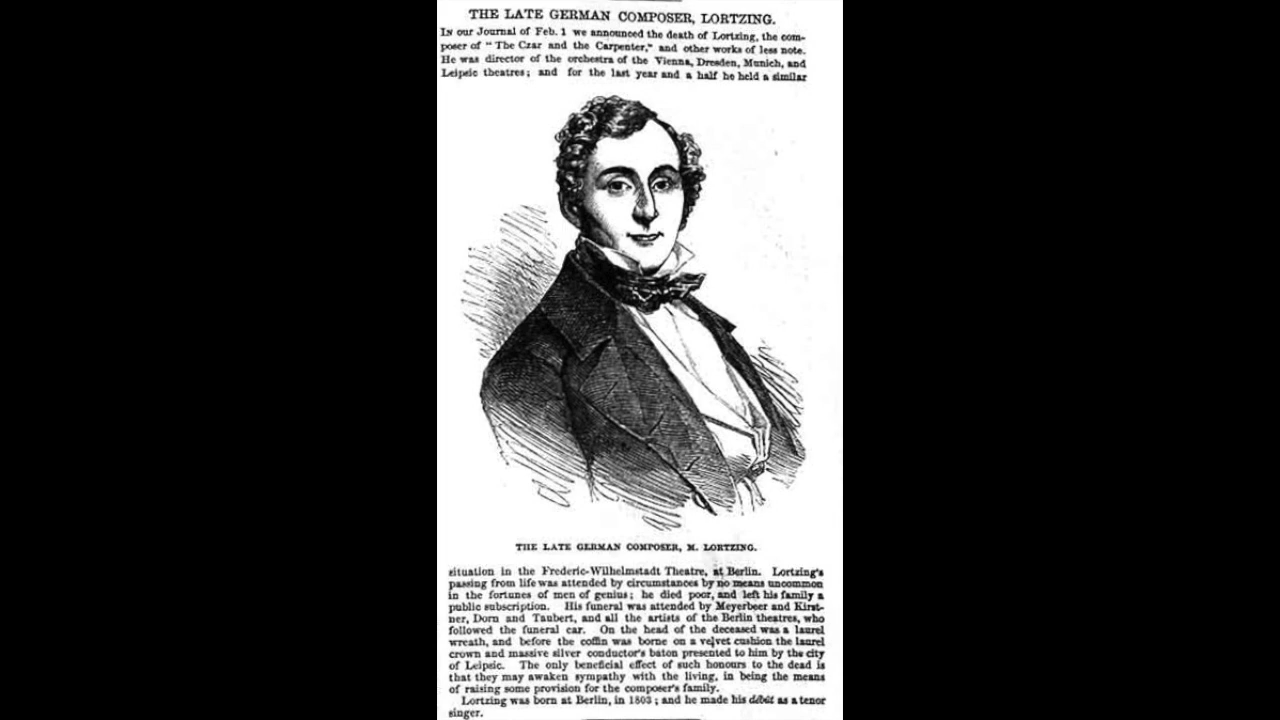 THE LATE GERMAN COMPOSER, LORTZING.
In our Journal of Feb. 1 we announced the death of Lortzing, the com-
poser of "The Czar and the Carpenter," and other works of less note.
He was director of the orchestra of the Vienna, Dresden, Munich, and
Leipsic theatres; and for the last year and a half he held a similar
THE LATE GERMAN COMPOSER, M. LORTZING.
situation in the Frederic-Wilhelmstadt Theatre, at Berlin. Lortzing's
passing from life was attended by circumstances by no means uncommon
in the fortunes of men of genius; he died poor, and left his family a
public subscription. His funeral was attended by Meyerbeer and Kirst-
ner, Dorn and Taubert, and all the artists of the Berlin theatres, who
followed the funeral car. On the head of the deceased was a laurel
wreath, and before the coffin was borne on a velvet cushion the laurel
crown and massive silver conductor's baton presented to him by the city
of Leipsic. The only beneficial effect of such honours to the dead is
that they may awaken sympathy with the living, in being the means
of raising some provision for the composer's family.
Lortzing was born at Berlin, in 1803; and he made his début as a tenor
singer.